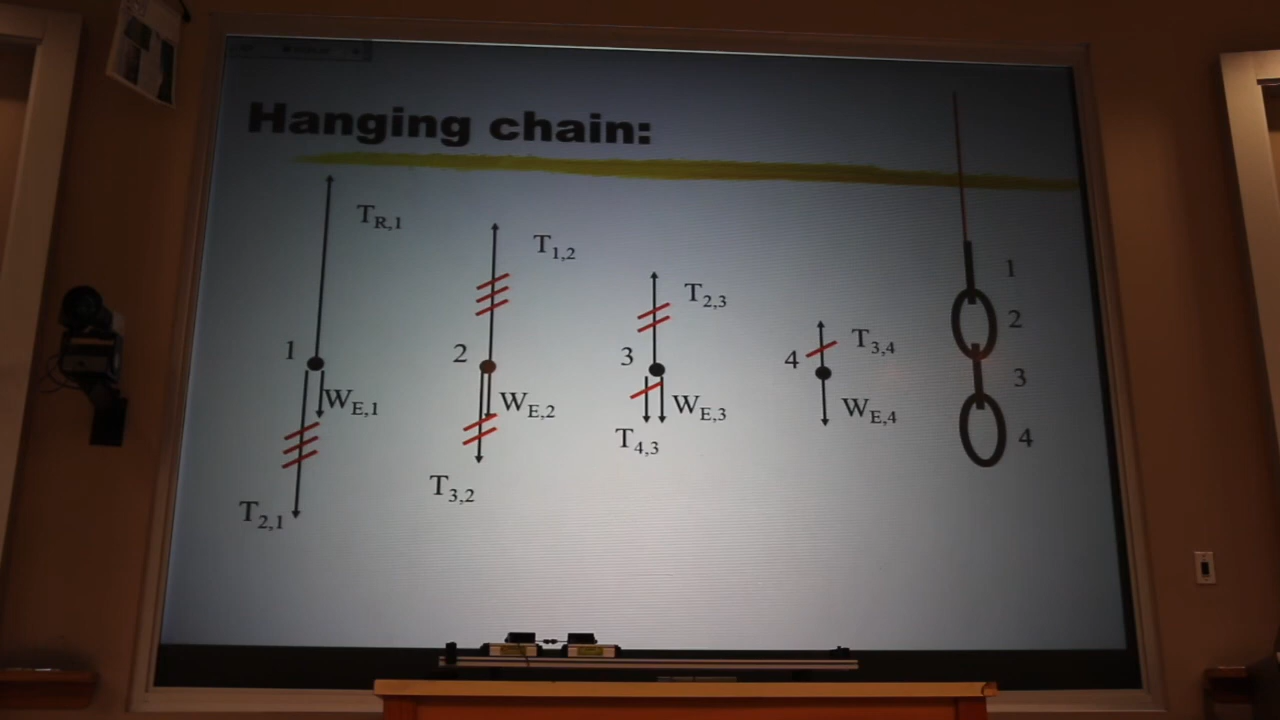 Hanging chain:
T_R,1
T_1,2
1
2
T_2,3
3
T_3,4
4
W_E,1
W_E,2
W_E,3
W_E,4
T_4,3
T_3,2
T_2,1
1
2
3
4